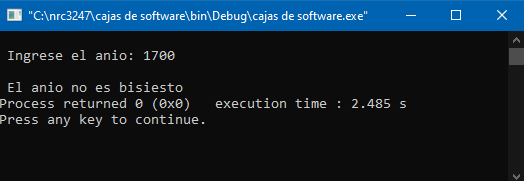 "C:\nrc3247\cajas de software\bin\Debug\cajas de software.exe"
Ingrese el anio: 1700
El anio no es bisiesto
Process returned 0 (0x0)   execution time : 2.485 s
Press any key to continue.